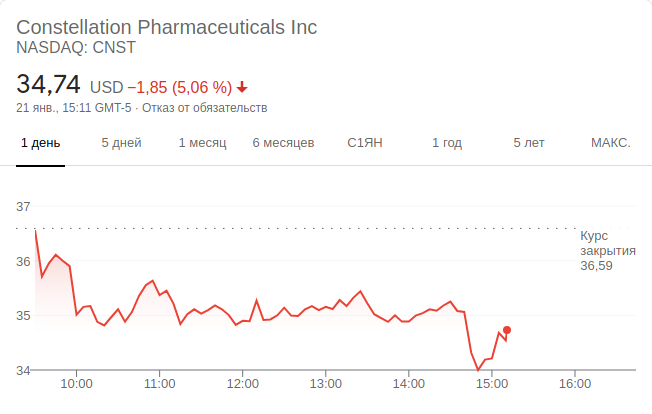 Constellation Pharmaceuticals Inc
NASDAQ: CNST
34,74 USD −1,85 (5,06 %)
21 янв., 15:11 GMT-5 · Отказ от обязательств
1 день 5 дней 1 месяц 6 месяцев С1ЯН 1 год 5 лет МАКС.
37
Курс
закрытия
36,59
36
35
34
10:00 11:00 12:00 13:00 14:00 15:00 16:00